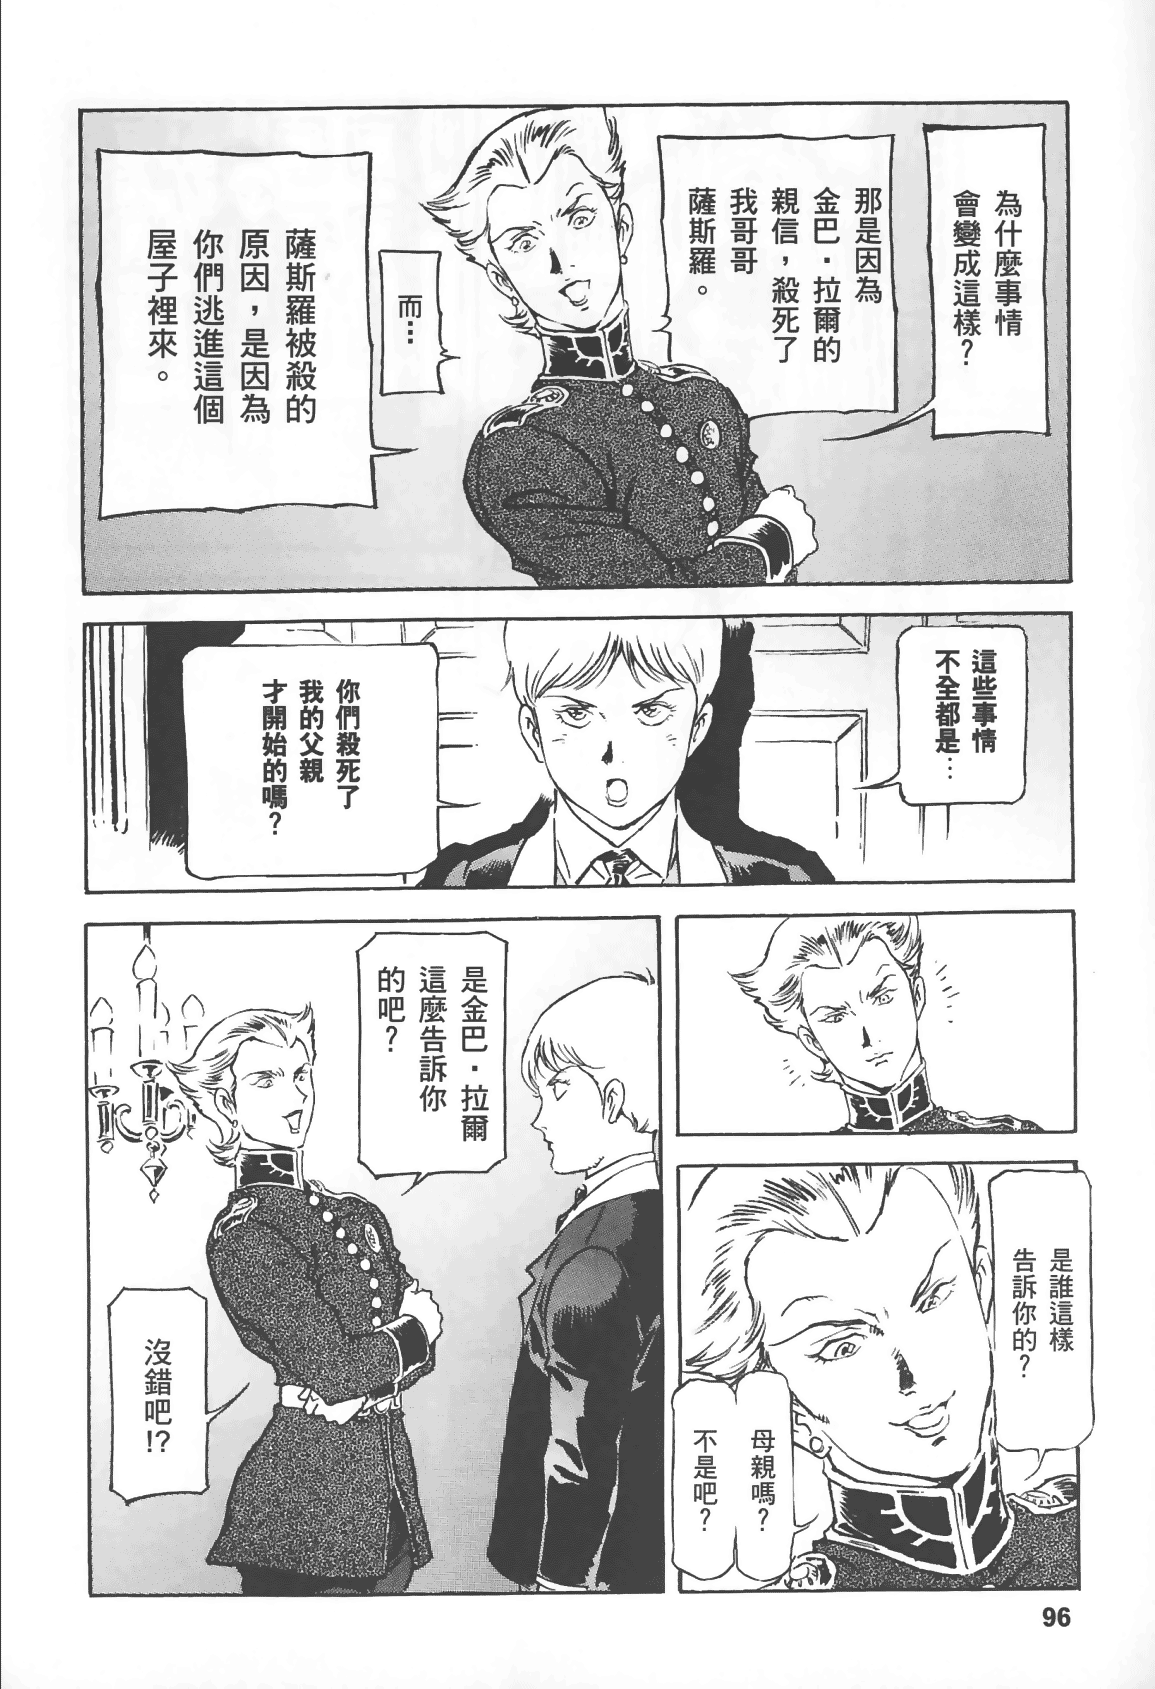 為什麼事情
會變成這樣？
那是因為
金巴・拉爾的
親信，殺死了
我哥哥
薩斯羅。
而…
薩斯羅被殺的
原因，是因為
你們逃進這個
屋子裡來。
這些事情
不全都是…
你們殺死了
我的父親
才開始的嗎？
是誰這樣
告訴你的？
母親嗎？
不是吧？
是金巴・拉爾
這麼告訴你
的吧？
沒錯吧!?
96